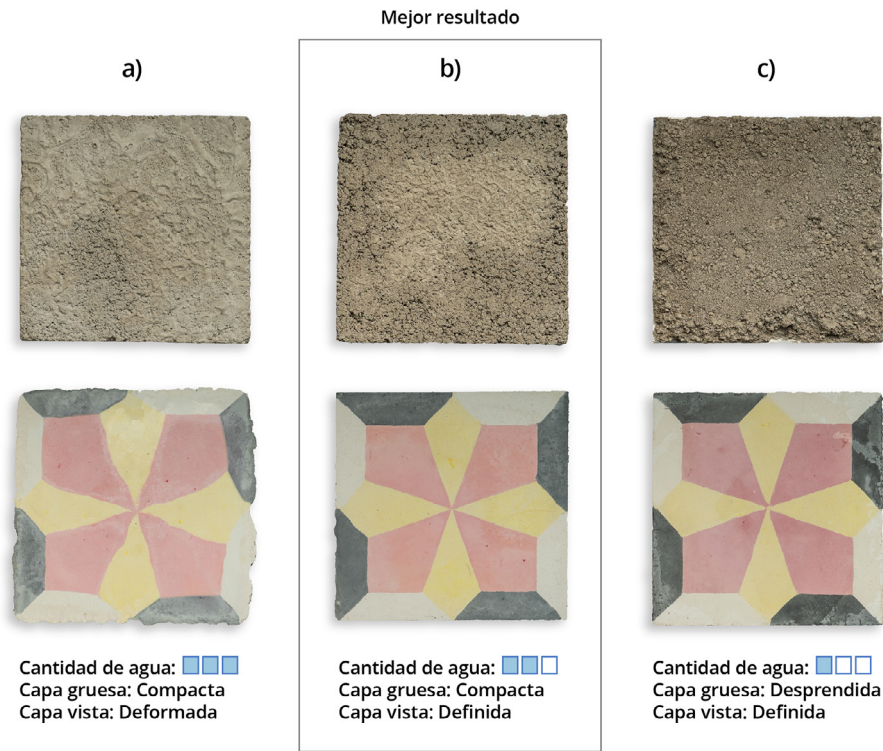 Mejor resultado
a)
b)
c)
Cantidad de agua:
Capa gruesa: Compacta
Capa vista: Deformada
Cantidad de agua:
Capa gruesa: Compacta
Capa vista: Definida
Cantidad de agua:
Capa gruesa: Desprendida
Capa vista: Definida